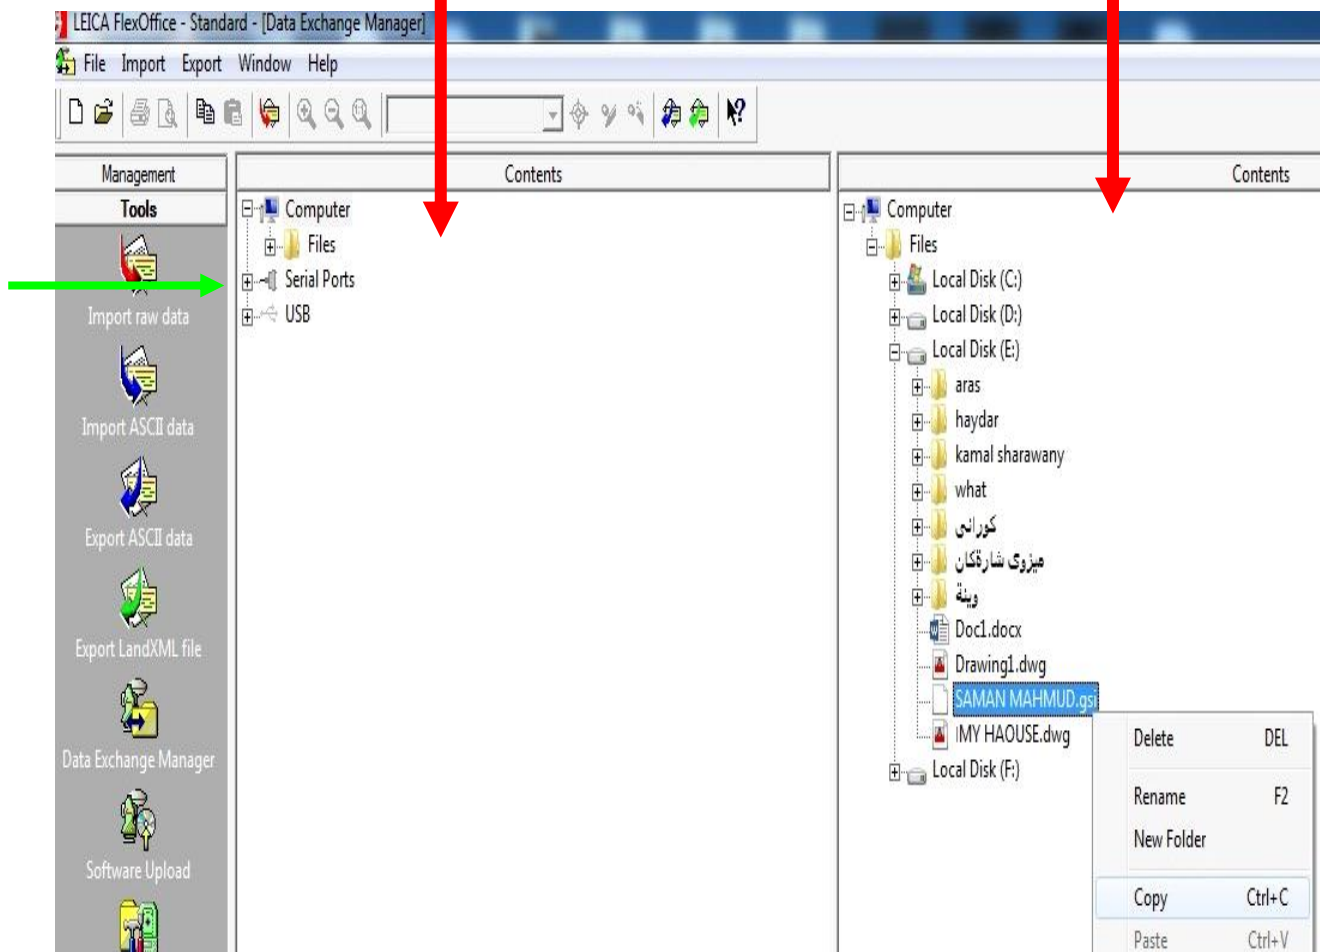 LEICA FlexOffice - Standard - [Data Exchange Manager]
File Import Export Window Help
Management
Tools
Import raw data
Import ASCII data
Export ASCII data
Export LandXML file
Data Exchange Manager
Software Upload
Contents
Computer
Files
Serial Ports
USB
Contents
Computer
Files
Local Disk (C:)
Local Disk (D:)
Local Disk (E:)
aras
haydar
kamal sharawany
what
كورانى
ميزوى شارةكان
وينة
Doc1.docx
Drawing1.dwg
SAMAN MAHMUD.gsi
IMY HAOUSE.dwg
Local Disk (F:)
Delete DEL
Rename F2
New Folder
Copy Ctrl+C
Paste Ctrl+V